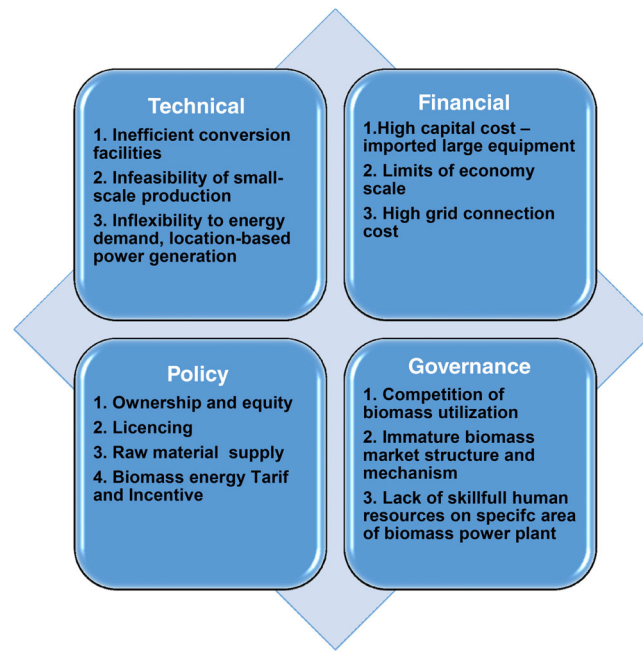 Technical
1. Inefficient conversion
facilities
2. Infeasibility of small-
scale production
3. Inflexibility to energy
demand, location-based
power generation
Financial
1.High capital cost –
imported large equipment
2. Limits of economy
scale
3. High grid connection
cost
Policy
1. Ownership and equity
2. Licencing
3. Raw material  supply
4. Biomass energy Tarif
and Incentive
Governance
1. Competition of
biomass utilization
2. Immature biomass
market structure and
mechanism
3. Lack of skillfull human
resources on specifc area
of biomass power plant